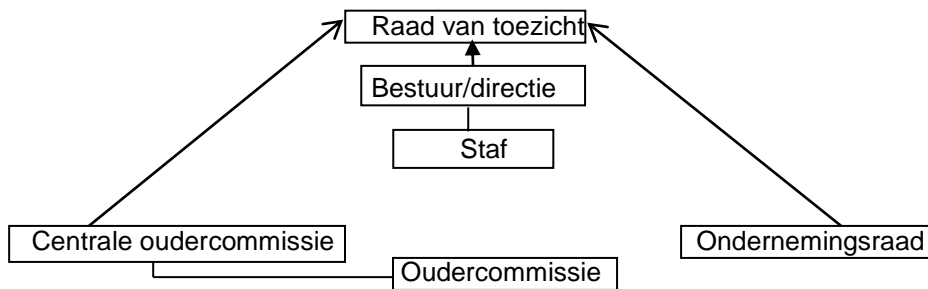 Raad van toezicht
Bestuur/directie
Staf
Centrale oudercommissie
Ondernemingsraad
Oudercommissie